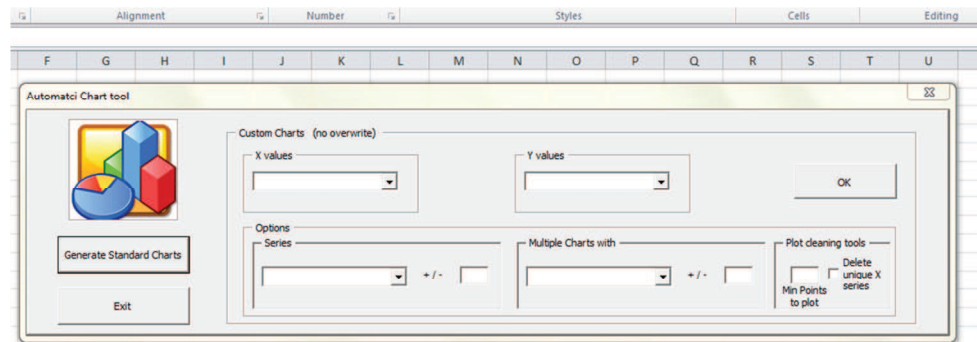 Alignment Number Styles Cells Editing
F G H I J K L M N O P Q R S T U
Automatci Chart tool
Custom Charts (no overwrite)
X values Y values
OK
Options
Series Multiple Charts with Plot cleaning tools
Generate Standard Charts
+ / - + / - Delete
unique X
series
Min Points
to plot
Exit